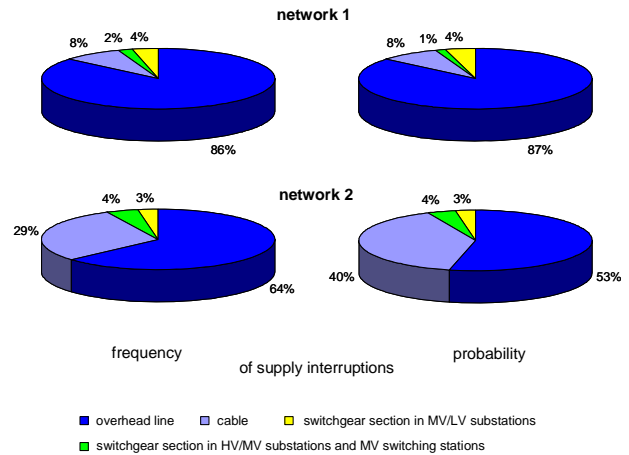 network 1
8% 2% 4%
86%
8% 1% 4%
87%
network 2
29% 4% 3%
64%
4% 3%
40% 53%
frequency
probability
of supply interruptions
overhead line
cable
switchgear section in MV/LV substations
switchgear section in HV/MV substations and MV switching stations